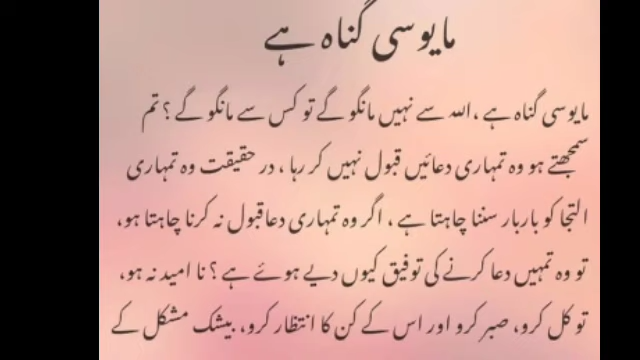 مایوسی گناہ ہے
مایوسی گناہ ہے ،اللہ سے نہیں مانگو گے تو کس سے مانگو گے ؟ تم
سمجھتے ہو وہ تمہاری دعائیں قبول نہیں کر رہا ، در حقیقت وہ تمہاری
التجا کو بار بار سننا چاہتا ہے ، اگر وہ تمہاری دعا قبول نہ کرنا چاہتا ہو،
تو وہ تمہیں دعا کرنے کی توفیق کیوں دیے ہوئے ہے ؟ نا امید نہ ہو،
توکل کرو، صبر کرو اور اس کے کن کا انتظار کرو، بیشک مشکل کے